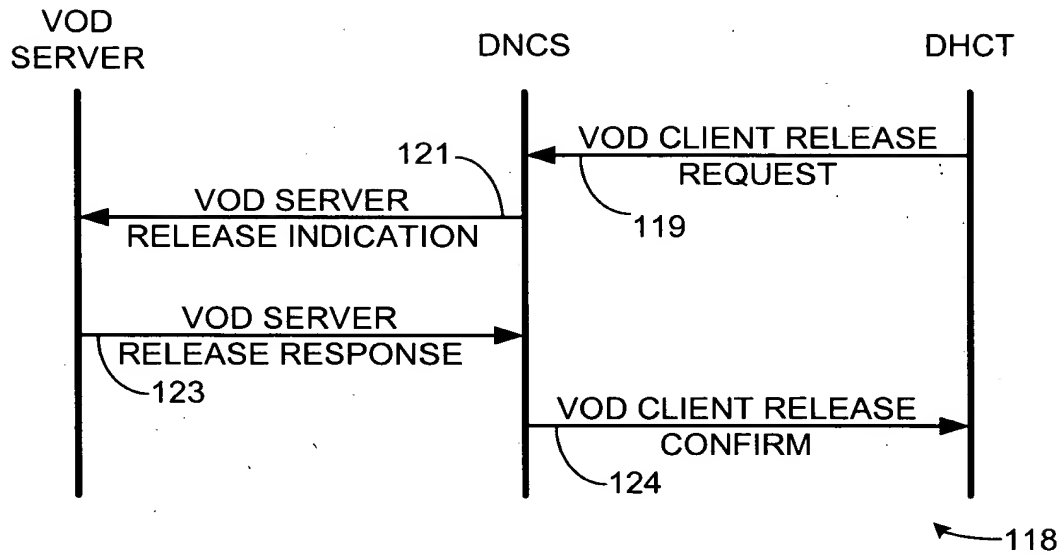 VOD
SERVER
DNCS
DHCT
VOD CLIENT RELEASE
REQUEST
119
121
VOD SERVER
RELEASE INDICATION
VOD SERVER
RELEASE RESPONSE
123
VOD CLIENT RELEASE
CONFIRM
124
118